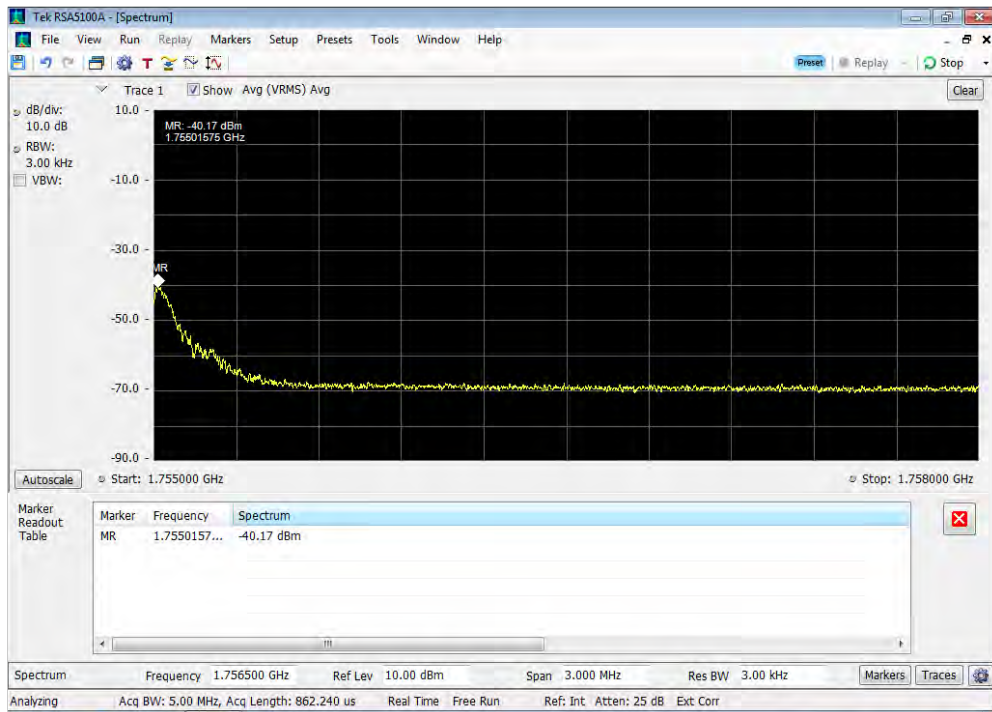 Tek RSA5100A - [Spectrum]
File View Run Replay Markers Setup Presets Tools Window Help
T Preset Replay Stop
Trace 1 Show Avg (VRMS) Avg Clear
dB/div:
10.0 dB
RBW:
3.00 kHz
VBW:
10.0
-10.0
-30.0
-50.0
-70.0
-90.0
MR: -40.17 dBm
1.75501575 GHz
MR
Autoscale Start: 1.755000 GHz Stop: 1.758000 GHz
Marker
Readout
Table
Marker Frequency Spectrum
MR 1.7550157... -40.17 dBm
Spectrum Frequency 1.756500 GHz Ref Lev 10.00 dBm Span 3.000 MHz Res BW 3.00 kHz Markers Traces
Analyzing Acq BW: 5.00 MHz, Acq Length: 862.240 us Real Time Free Run Ref: Int Atten: 25 dB Ext Corr